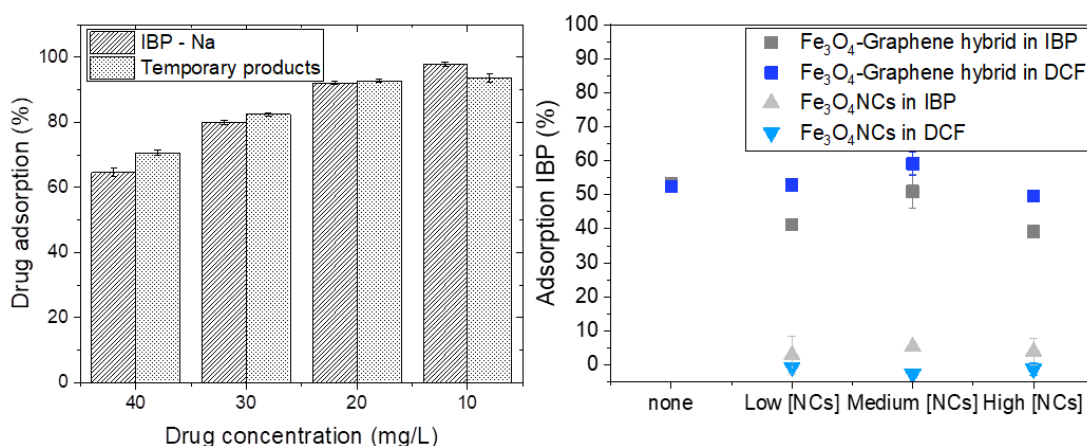 IBP - Na
Temporary products
100
80
60
40
20
0
Drug adsorption (%)
40 30 20 10
Drug concentration (mg/L)
100
90
80
70
60
50
40
30
20
10
0
Adsorption IBP (%)
Fe₃O₄-Graphene hybrid in IBP
Fe₃O₄-Graphene hybrid in DCF
Fe₃O₄NCs in IBP
Fe₃O₄NCs in DCF
none Low [NCs] Medium [NCs] High [NCs]